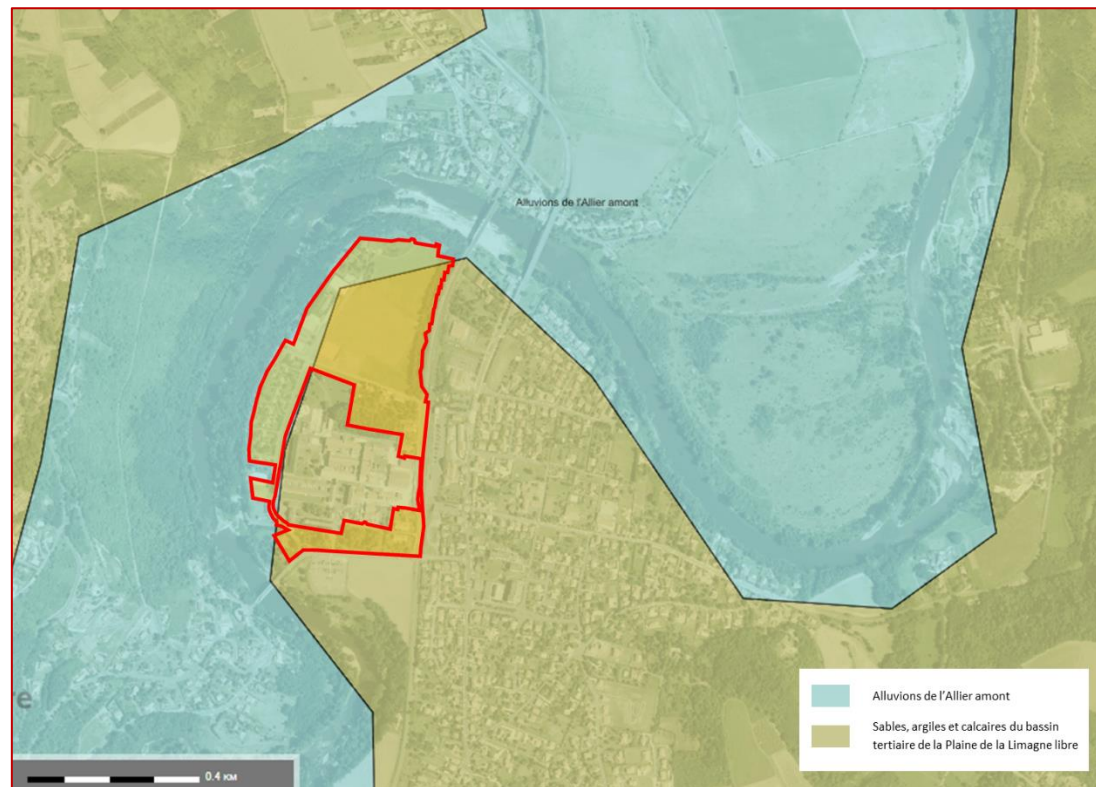 Alluvions de l'Allier amont
Alluvions de l'Allier amont
Sables, argiles et calcaires du bassin
tertiaire de la Plaine de la Limagne libre
re
0.4 км